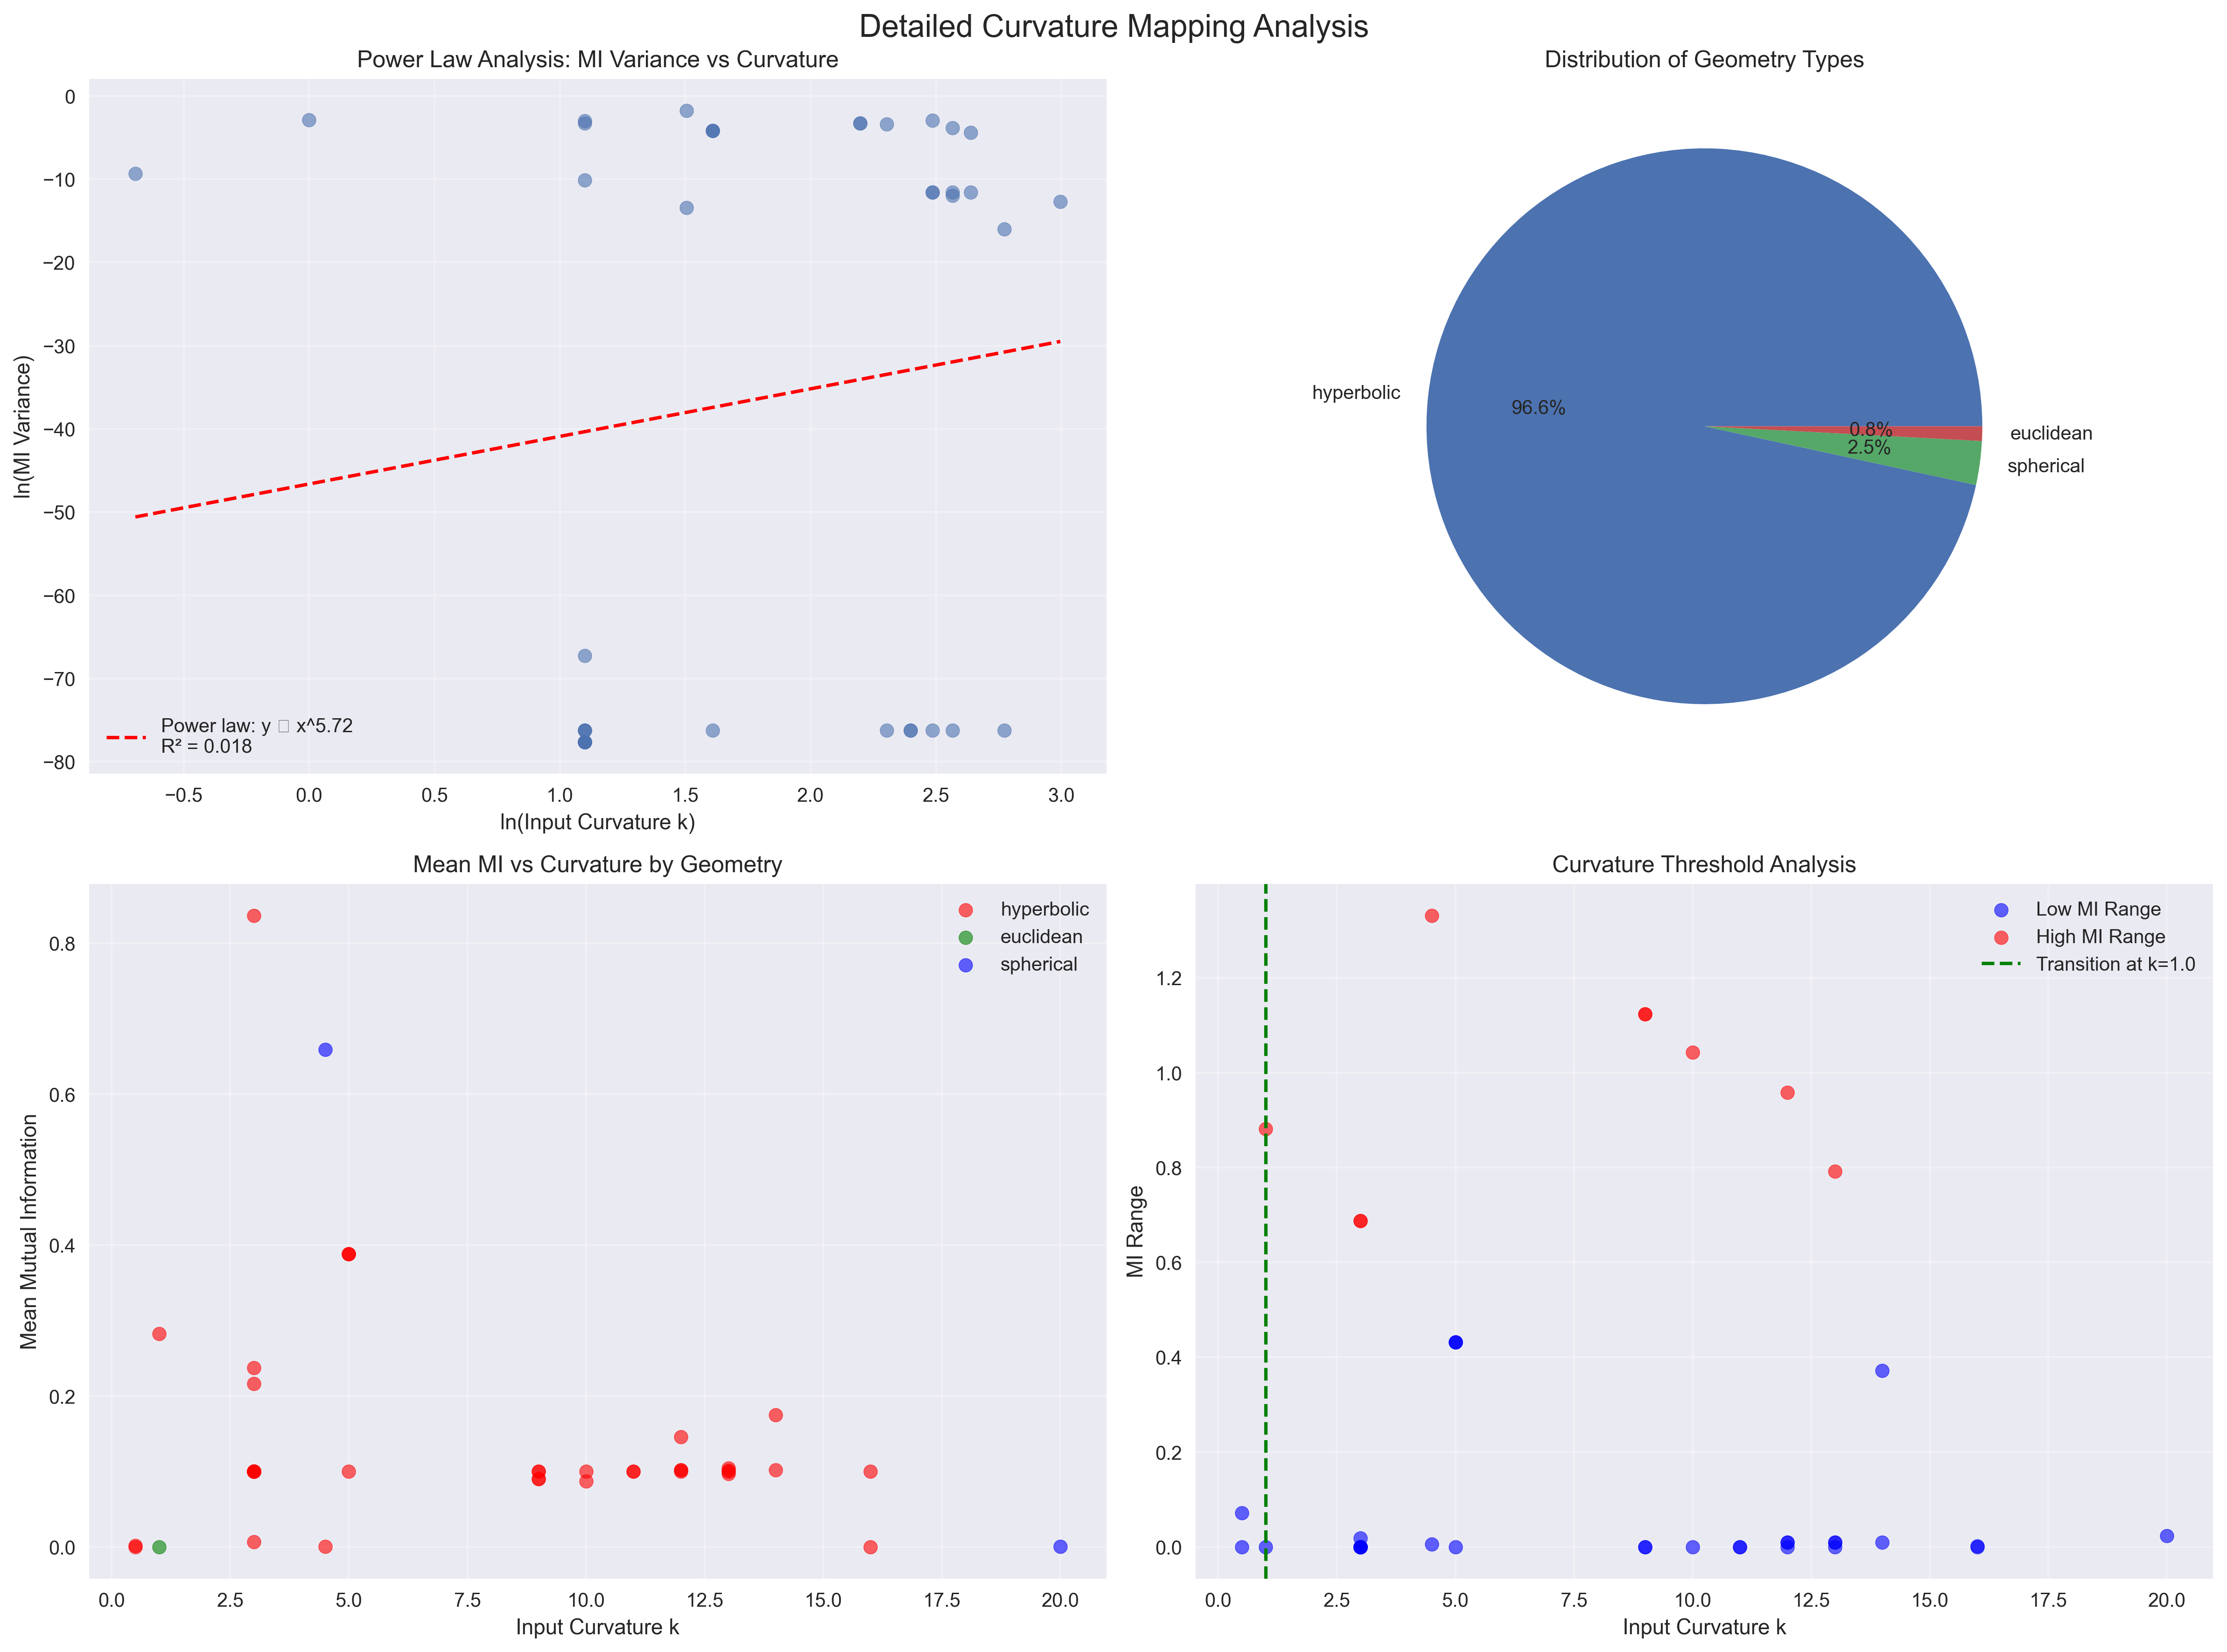 Detailed Curvature Mapping Analysis
Power Law Analysis: MI Variance vs Curvature
0
−10
−20
−30
−40
−50
−60
−70
−80
ln(MI Variance)
Power law: y □ x^5.72
R² = 0.018
−0.5 0.0 0.5 1.0 1.5 2.0 2.5 3.0
ln(Input Curvature k)
Distribution of Geometry Types
hyperbolic
96.6%
0.8%
euclidean
2.5%
spherical
Mean MI vs Curvature by Geometry
hyperbolic
euclidean
spherical
0.8
0.6
0.4
0.2
0.0
Mean Mutual Information
0.0 2.5 5.0 7.5 10.0 12.5 15.0 17.5 20.0
Input Curvature k
Curvature Threshold Analysis
Low MI Range
High MI Range
Transition at k=1.0
1.2
1.0
0.8
0.6
0.4
0.2
0.0
MI Range
0.0 2.5 5.0 7.5 10.0 12.5 15.0 17.5 20.0
Input Curvature k